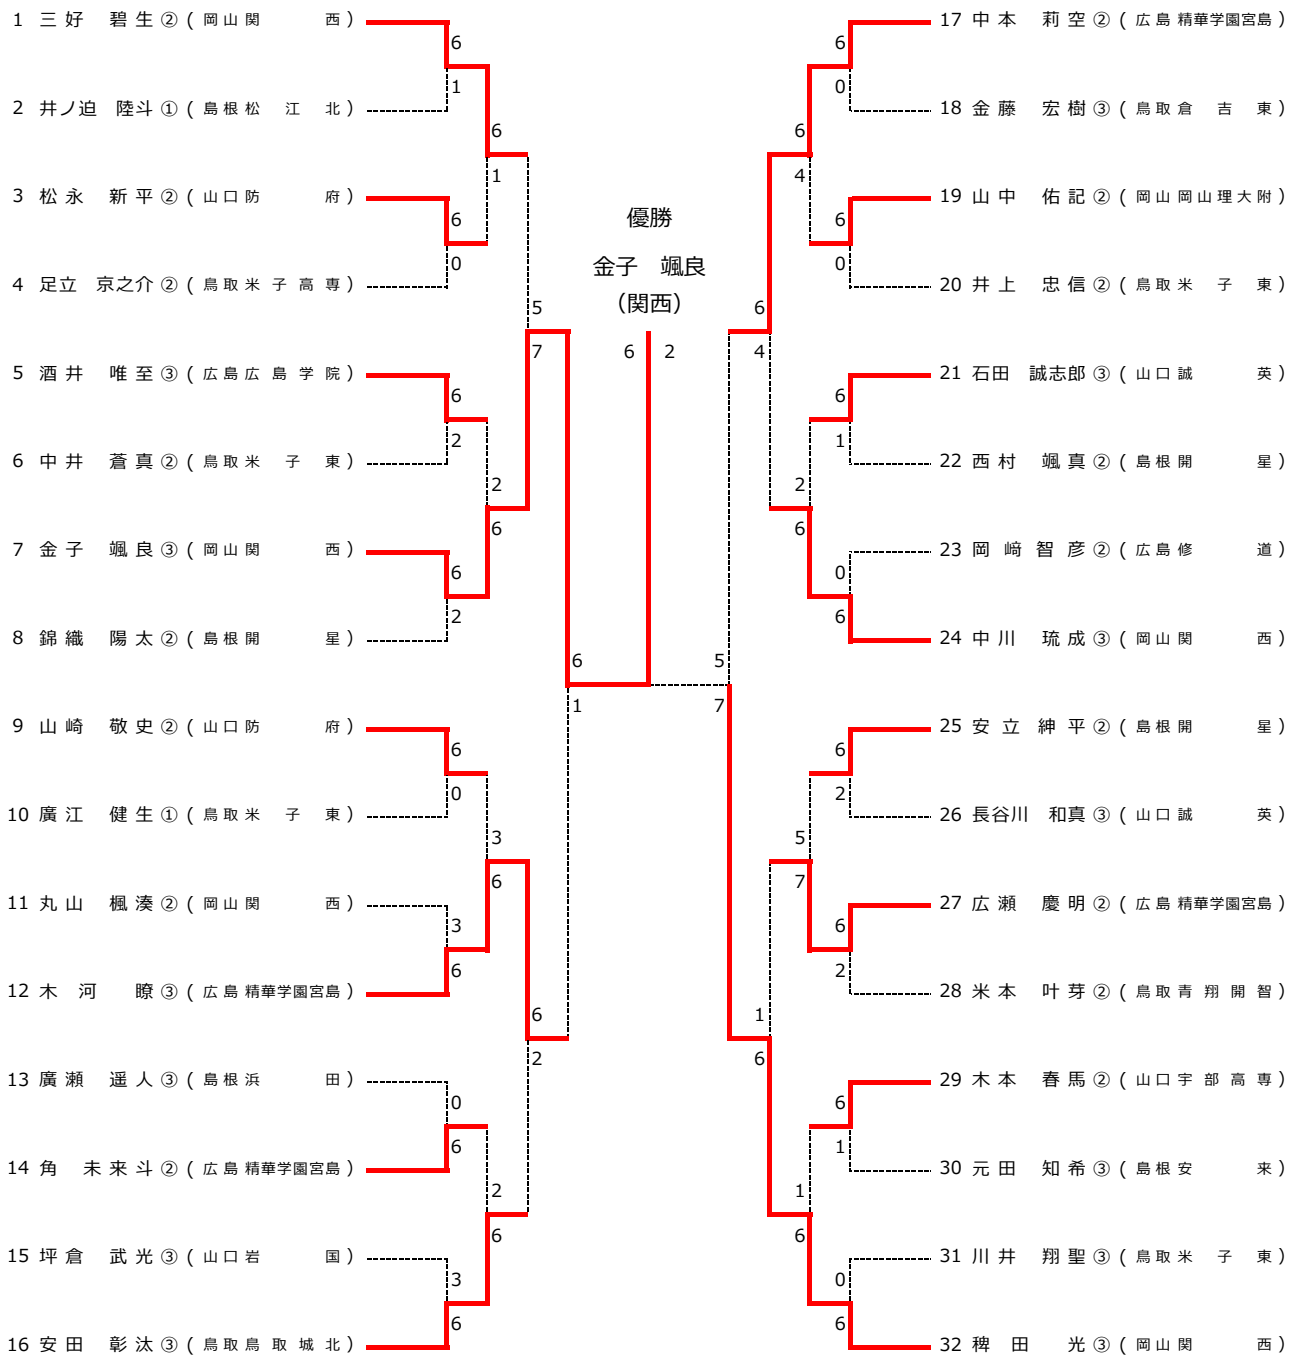 1 三好 碧生② ( 岡山 関西 )
6
1
2 井ノ迫 陸斗① ( 島根 松江北 )
6
1
3 松永 新平② ( 山口 防府 )
6
0
4 足立 京之介② ( 鳥取 米子高専 )
5
7
5 酒井 唯至③ ( 広島 広島学院 )
6
2
6 中井 蒼真② ( 鳥取 米子東 )
2
6
7 金子 颯良③ ( 岡山 関西 )
6
2
8 錦織 陽太② ( 島根 開星 )
6
1
9 山崎 敬史② ( 山口 防府 )
6
0
10 廣江 健生① ( 鳥取 米子東 )
3
6
11 丸山 楓湊② ( 岡山 関西 )
3
6
12 木河 瞭③ ( 広島 精華学園宮島 )
6
2
13 廣瀬 遥人③ ( 島根 浜田 )
0
6
14 角 未来斗② ( 広島 精華学園宮島 )
2
6
15 坪倉 武光③ ( 山口 岩国 )
3
6
16 安田 彰汰③ ( 鳥取 鳥取城北 )
優勝
金子 颯良
（関西）
6 2
17 中本 莉空② ( 広島 精華学園宮島 )
6
0
18 金藤 宏樹③ ( 鳥取 倉吉東 )
6
4
19 山中 佑記② ( 岡山 岡山理大附 )
6
0
20 井上 忠信② ( 鳥取 米子東 )
6
4
21 石田 誠志郎③ ( 山口 誠英 )
6
1
22 西村 颯真② ( 島根 開星 )
2
6
23 岡﨑 智彦② ( 広島 修道 )
0
6
24 中川 琉成③ ( 岡山 関西 )
5
7
25 安立 紳平② ( 島根 開星 )
6
2
26 長谷川 和真③ ( 山口 誠英 )
5
7
27 広瀬 慶明② ( 広島 精華学園宮島 )
6
2
28 米本 叶芽② ( 鳥取 青翔開智 )
1
6
29 木本 春馬② ( 山口 宇部高専 )
6
1
30 元田 知希③ ( 島根 安来 )
1
6
31 川井 翔聖③ ( 鳥取 米子東 )
0
6
32 稗田 光③ ( 岡山 関西 )